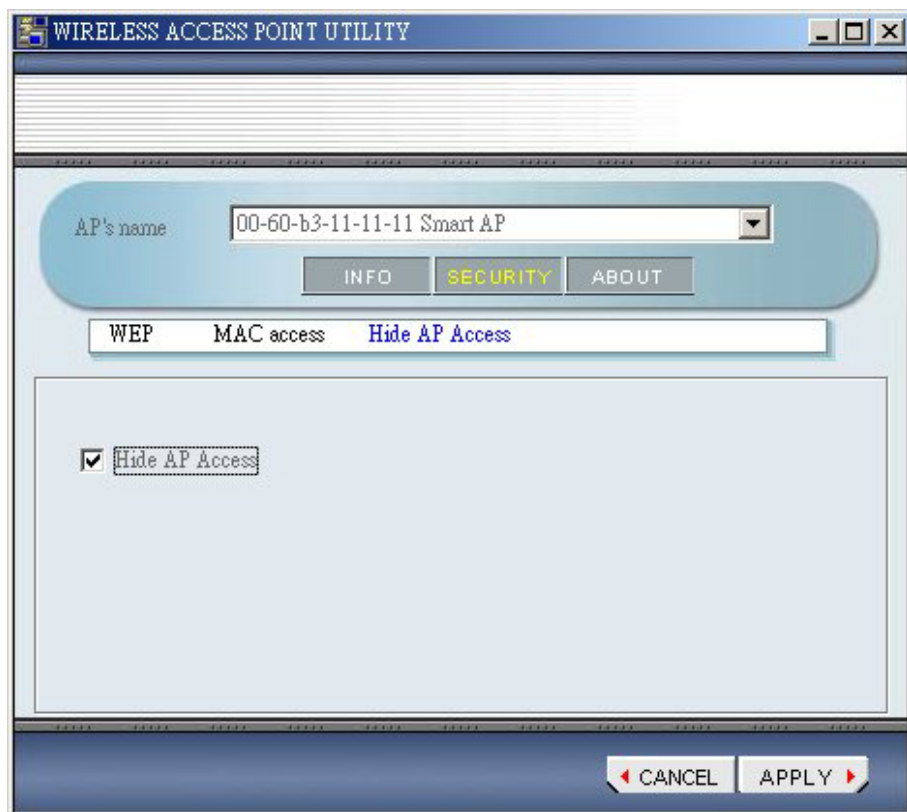 WIRELESS ACCESS POINT UTILITY
AP's name
00-60-b3-11-11-11 Smart AP
INFO SECURITY ABOUT
WEP MAC access Hide AP Access
Hide AP Access
CANCEL APPLY